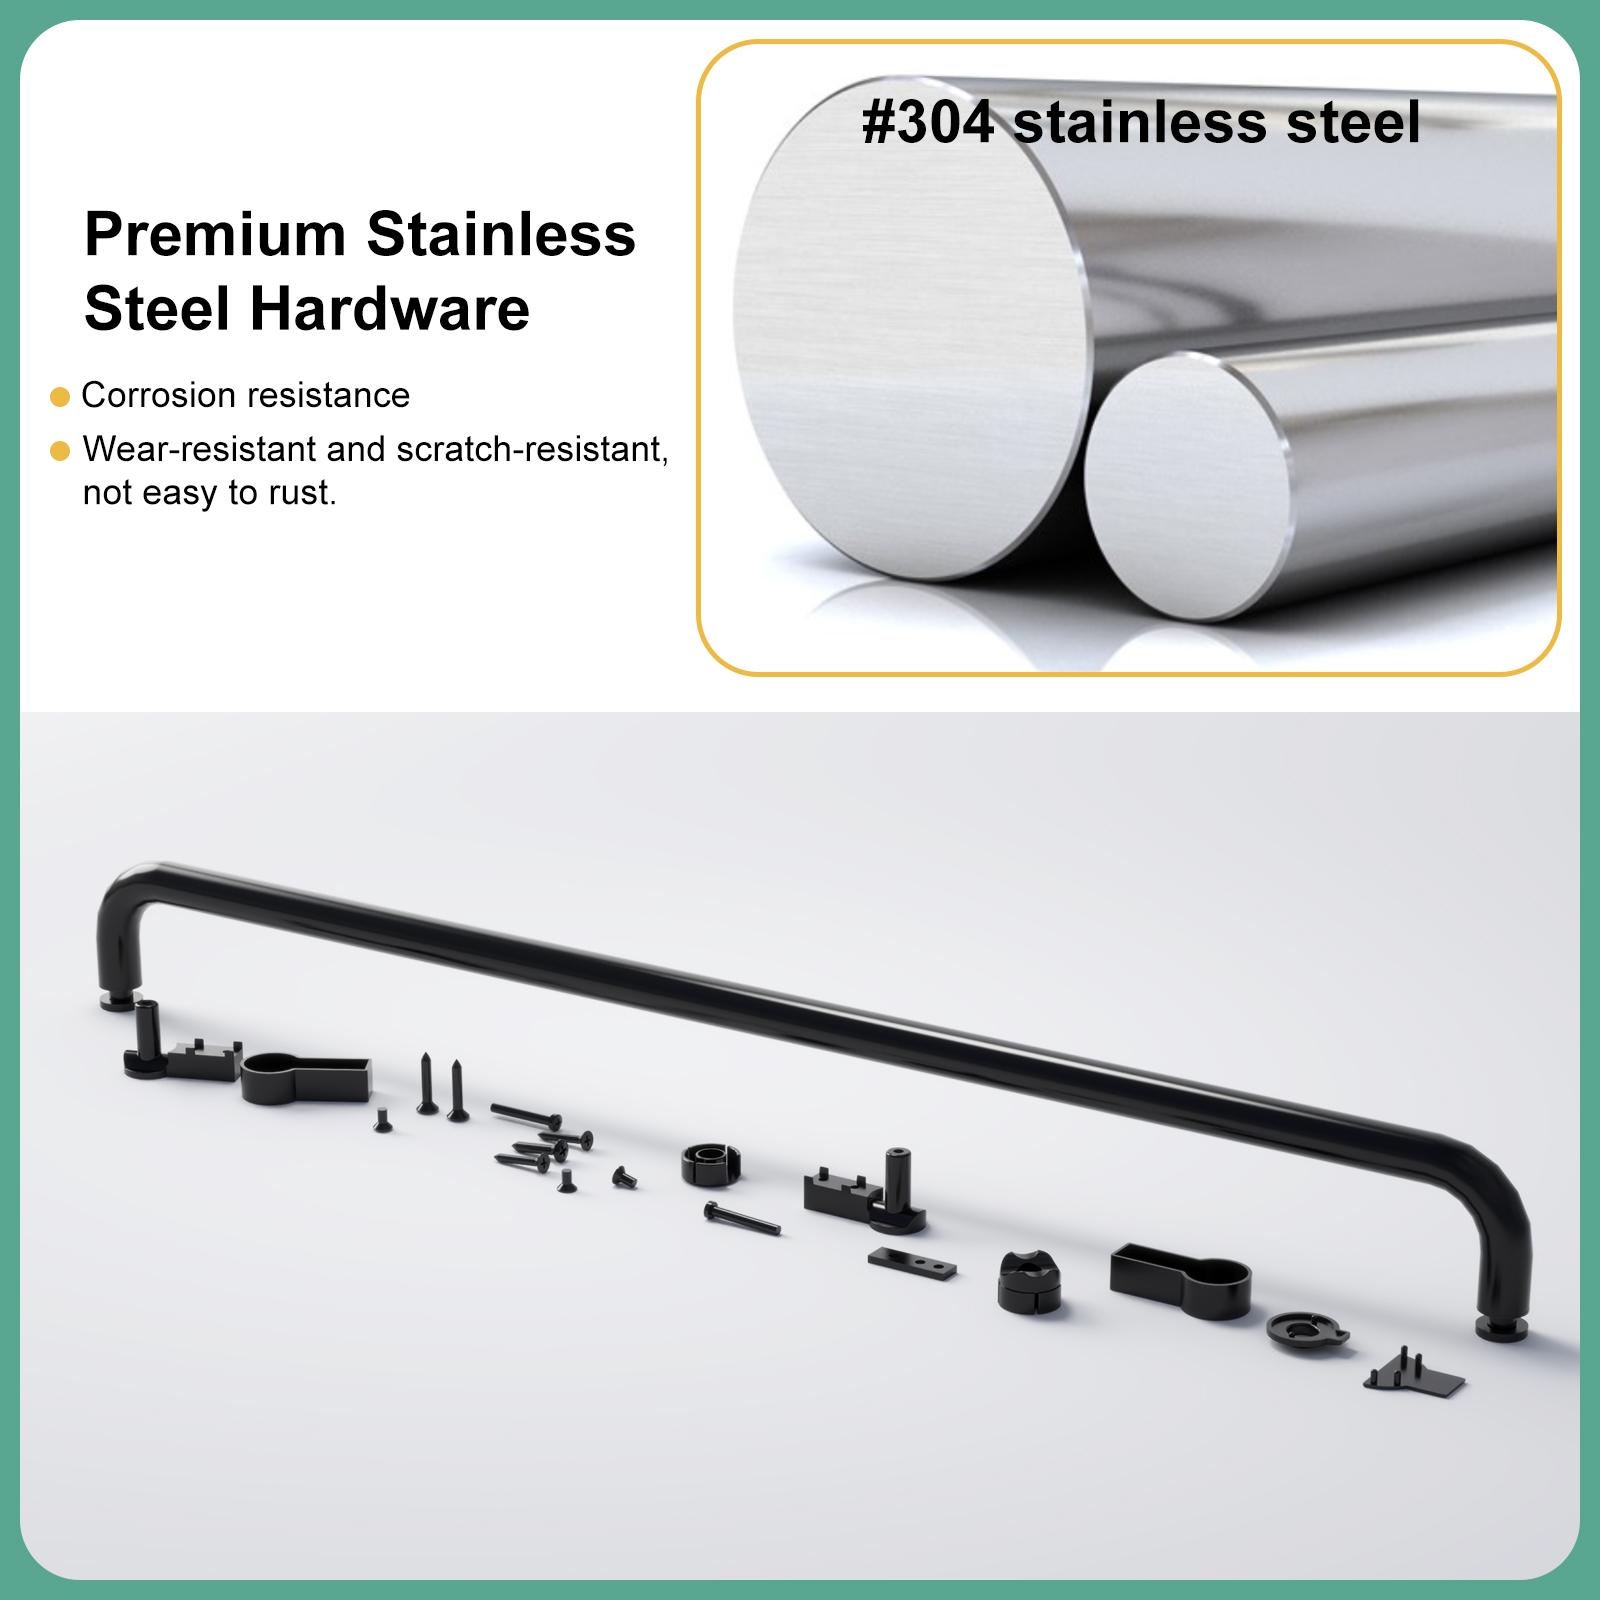 #304 stainless steel
Premium Stainless
Steel Hardware
Corrosion resistance
Wear-resistant and scratch-resistant,
not easy to rust.